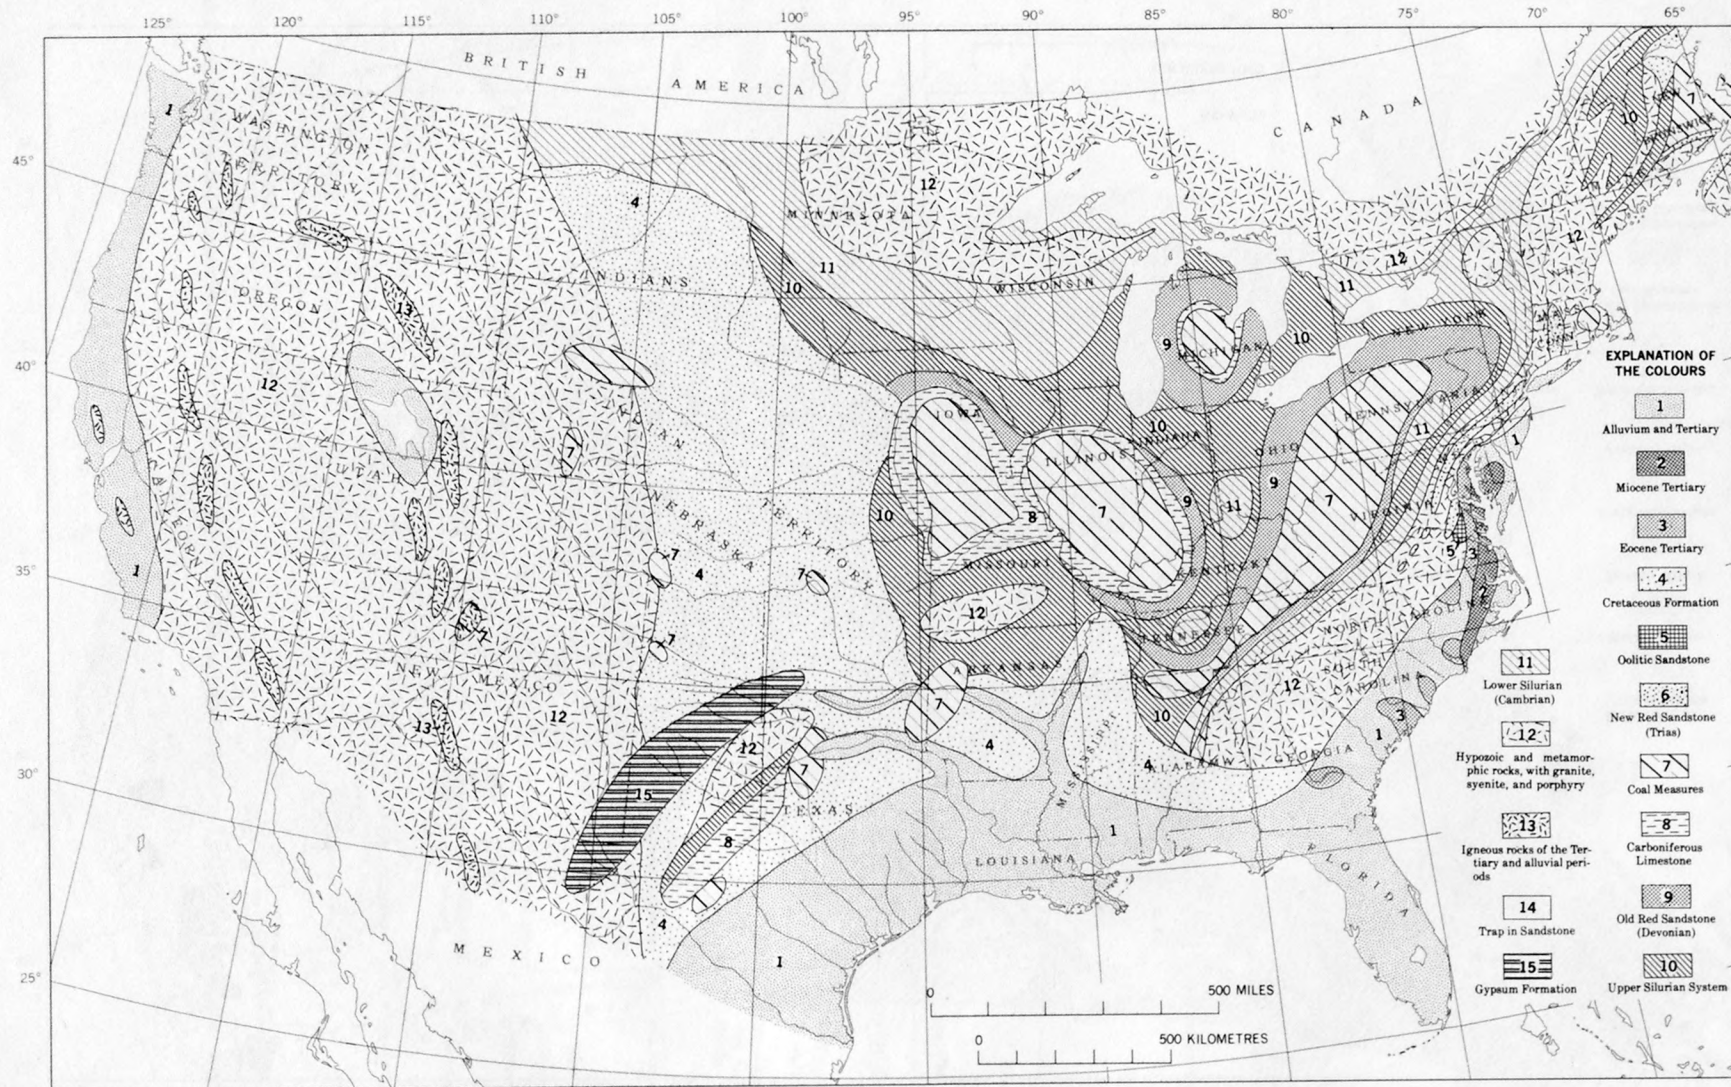 125° 120° 115° 110° 105° 100° 95° 90° 85° 80° 75° 70° 65°
BRITISH AMERICA
CANADA
45°
40°
35°
30°
25°
WASHINGTON
TERRITORY
OREGON
CALIFORNIA
UTAH
NEW MEXICO
INDIANS
NEBRASKA TERRITORY
MINNESOTA
WISCONSIN
MICHIGAN
IOWA
ILLINOIS
INDIANA
OHIO
MISSOURI
KENTUCKY
TENNESSEE
ARKANSAS
MISSISSIPPI
ALABAMA
GEORGIA
TEXAS
LOUISIANA
FLORIDA
NORTH CAROLINA
SOUTH
CAROLINA
VIRGINIA
PENNSYLVANIA
NEW YORK
MASS
N H
MAINE
NEW
BRUNSWICK
MEXICO
0 500 MILES
0 500 KILOMETRES
EXPLANATION OF
THE COLOURS
1
Alluvium and Tertiary
2
Miocene Tertiary
3
Eocene Tertiary
4
Cretaceous Formation
5
Oolitic Sandstone
6
New Red Sandstone
(Trias)
7
Coal Measures
8
Carboniferous
Limestone
9
Old Red Sandstone
(Devonian)
10
Upper Silurian System
11
Lower Silurian
(Cambrian)
12
Hypozoic and metamor-
phic rocks, with granite,
syenite, and porphyry
13
Igneous rocks of the Ter-
tiary and alluvial peri-
ods
14
Trap in Sandstone
15
Gypsum Formation